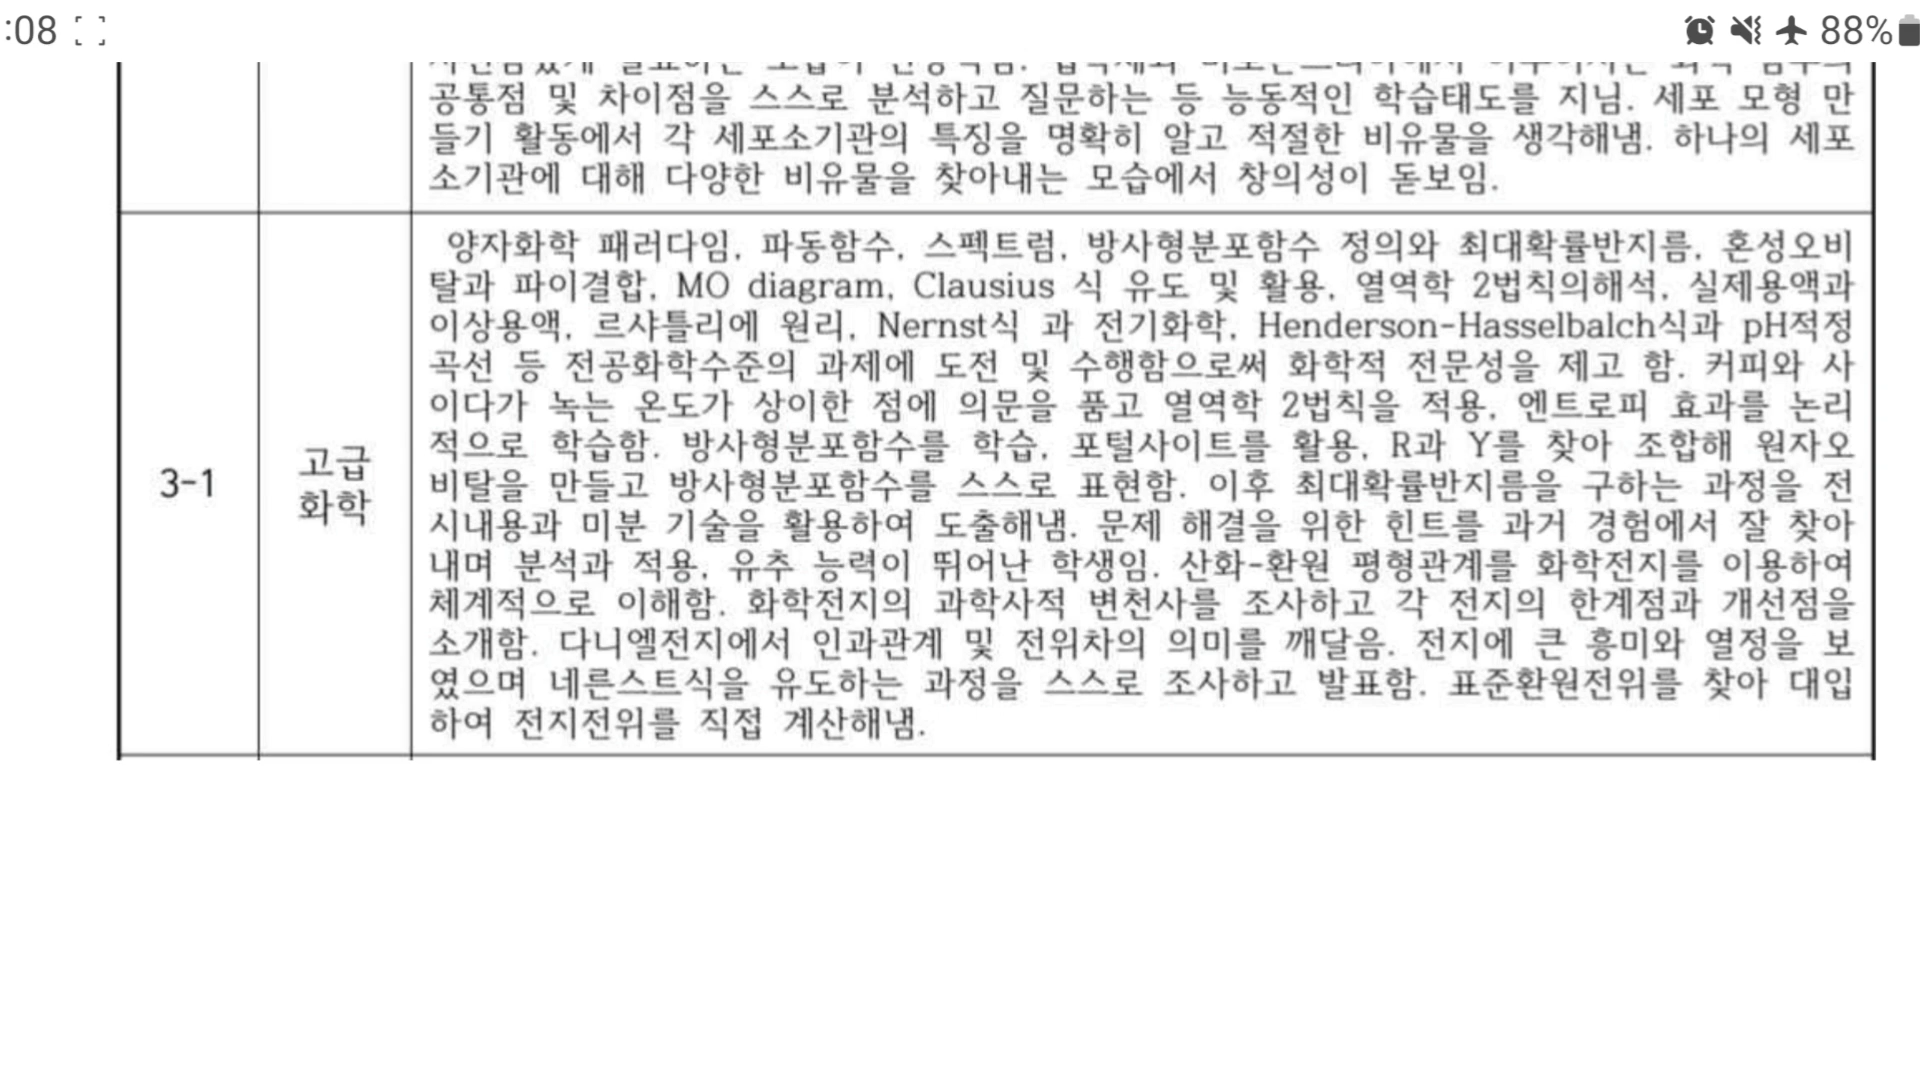 :08
88%
공통점 및 차이점을 스스로 분석하고 질문하는 등 능동적인 학습태도를 지님. 세포 모형 만
들기 활동에서 각 세포소기관의 특징을 명확히 알고 적절한 비유물을 생각해냄. 하나의 세포
소기관에 대해 다양한 비유물을 찾아내는 모습에서 창의성이 돋보임.
3-1
고급
화학
양자화학 패러다임, 파동함수, 스펙트럼, 방사형분포함수 정의와 최대확률반지름, 혼성오비
탈과 파이결합, MO diagram, Clausius 식 유도 및 활용, 열역학 2법칙의해석, 실제용액과
이상용액, 르샤틀리에 원리, Nernst식 과 전기화학, Henderson-Hasselbalch식과 pH적정
곡선 등 전공화학수준의 과제에 도전 및 수행함으로써 화학적 전문성을 제고 함. 커피와 사
이다가 녹는 온도가 상이한 점에 의문을 품고 열역학 2법칙을 적용, 엔트로피 효과를 논리
적으로 학습함. 방사형분포함수를 학습, 포털사이트를 활용, R과 Y를 찾아 조합해 원자오
비탈을 만들고 방사형분포함수를 스스로 표현함. 이후 최대확률반지름을 구하는 과정을 전
시내용과 미분 기술을 활용하여 도출해냄. 문제 해결을 위한 힌트를 과거 경험에서 잘 찾아
내며 분석과 적용, 유추 능력이 뛰어난 학생임. 산화-환원 평형관계를 화학전지를 이용하여
체계적으로 이해함. 화학전지의 과학사적 변천사를 조사하고 각 전지의 한계점과 개선점을
소개함. 다니엘전지에서 인과관계 및 전위차의 의미를 깨달음. 전지에 큰 흥미와 열정을 보
였으며 네른스트식을 유도하는 과정을 스스로 조사하고 발표함. 표준환원전위를 찾아 대입
하여 전지전위를 직접 계산해냄.